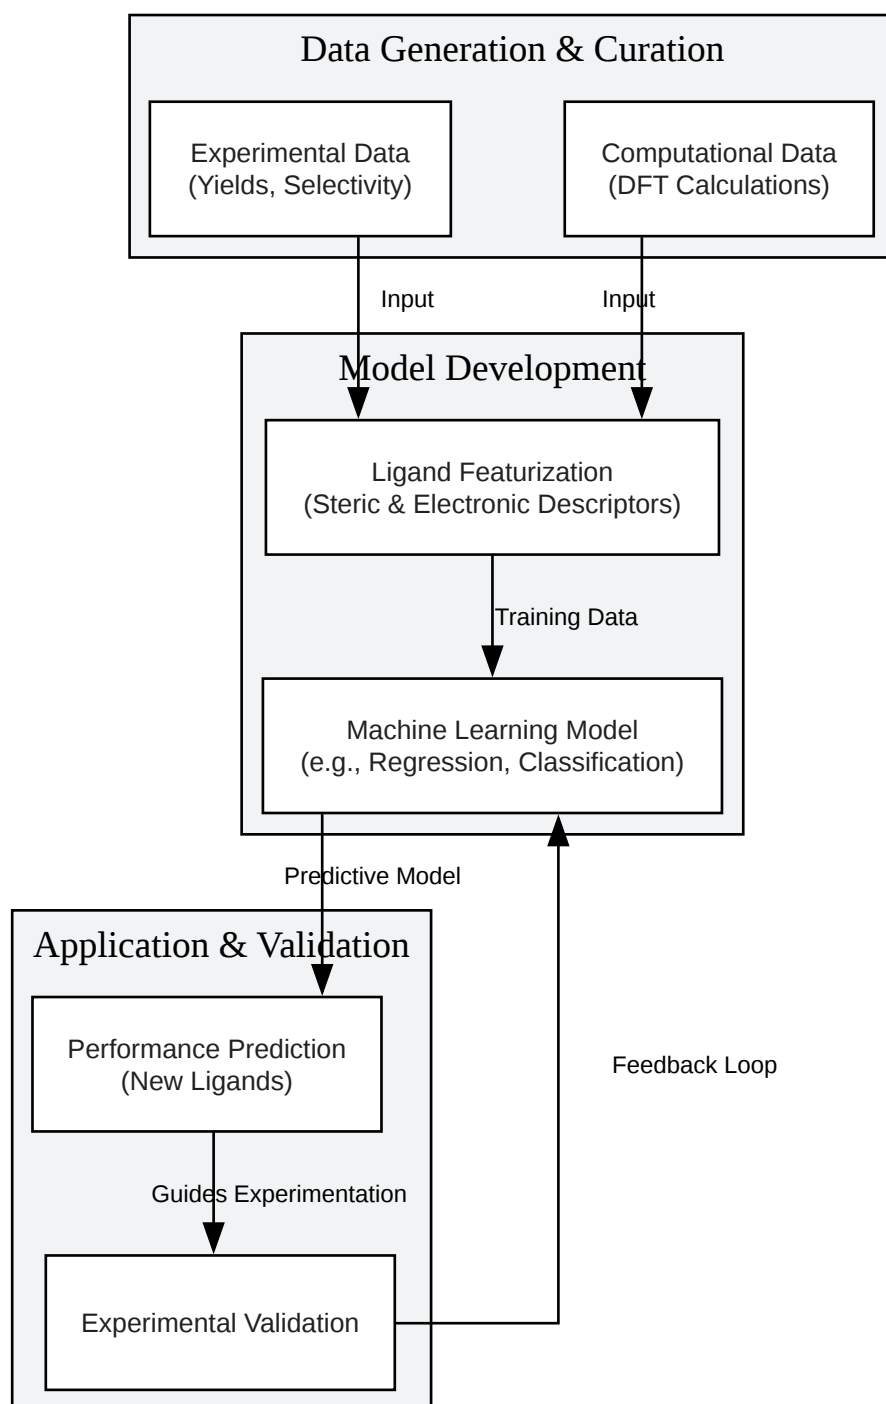 Data Generation & Curation
Experimental Data
(Yields, Selectivity)
Computational Data
(DFT Calculations)
Input
Input
Model Development
Ligand Featurization
(Steric & Electronic Descriptors)
Training Data
Machine Learning Model
(e.g., Regression, Classification)
Predictive Model
Application & Validation
Performance Prediction
(New Ligands)
Feedback Loop
Guides Experimentation
Experimental Validation